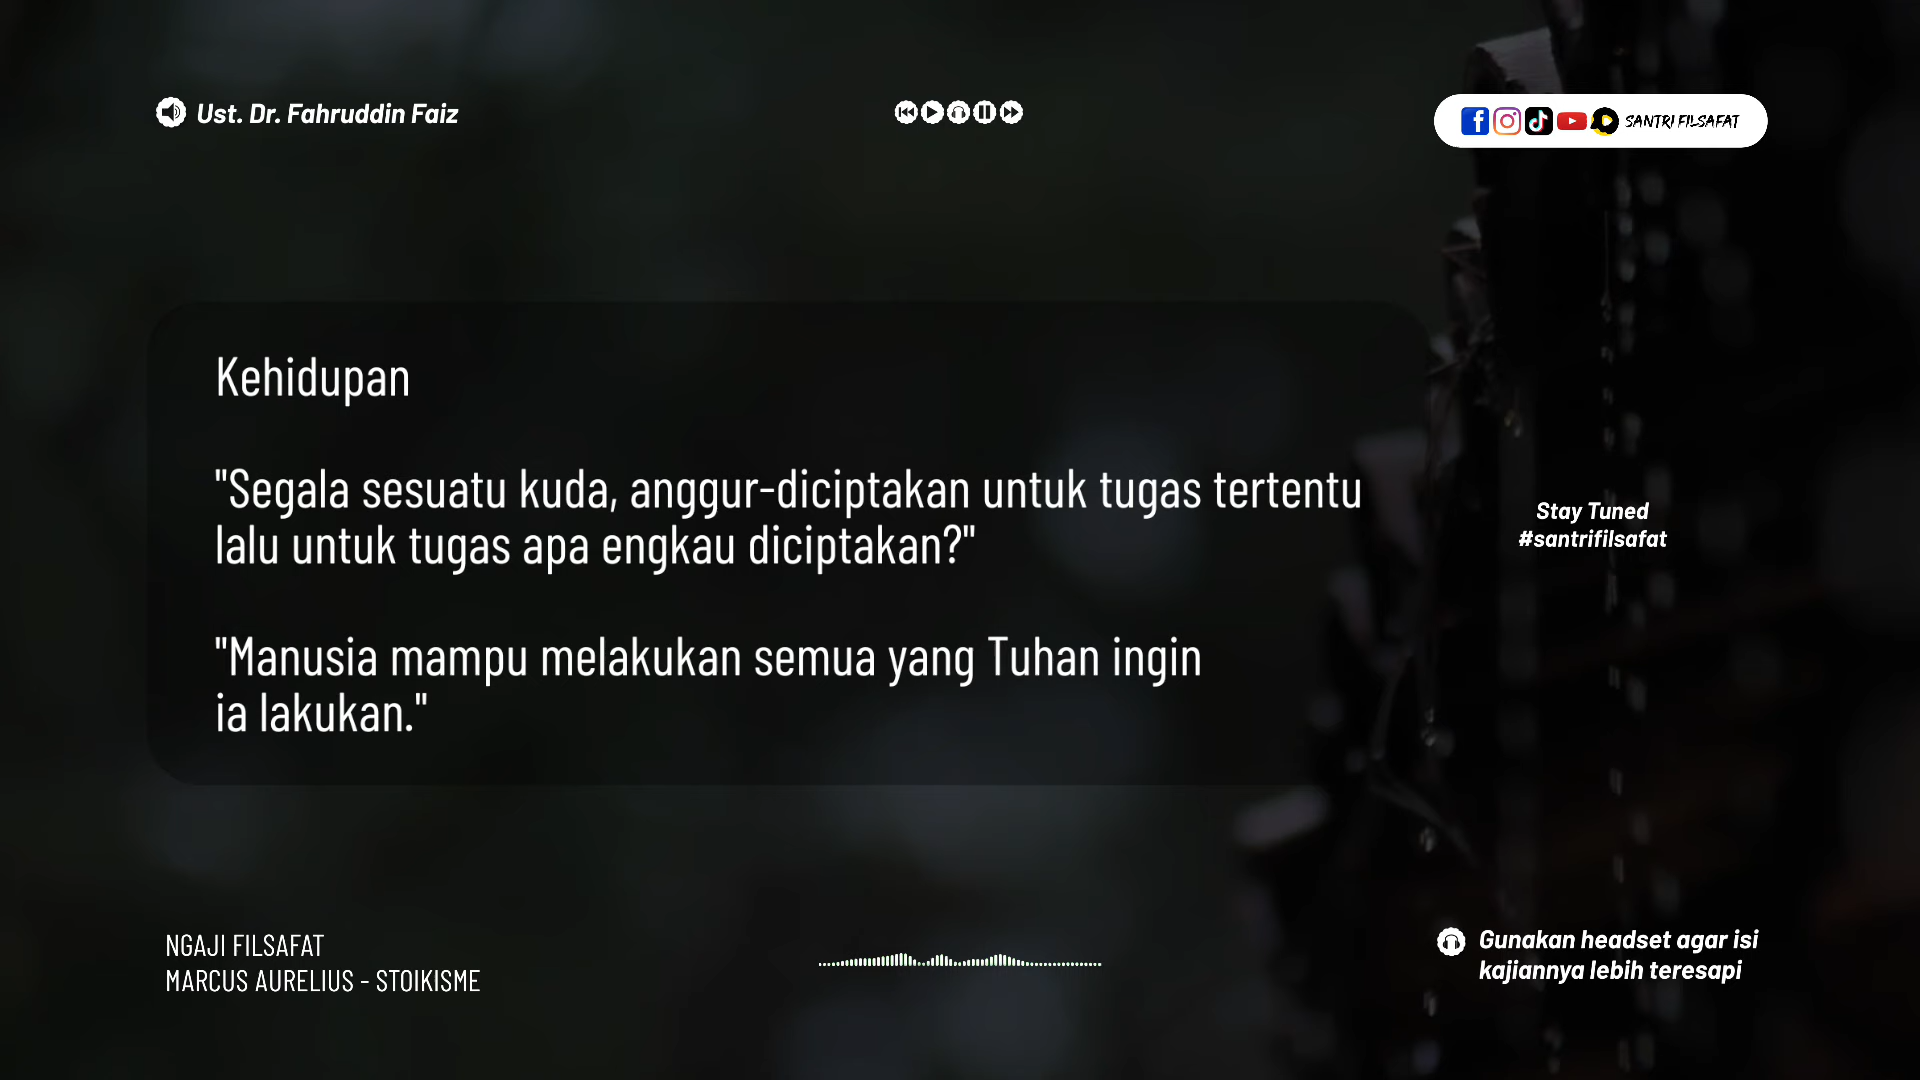 Ust. Dr. Fahruddin Faiz
SANTRI FILSAFAT
Kehidupan
"Segala sesuatu kuda, anggur-diciptakan untuk tugas tertentu
lalu untuk tugas apa engkau diciptakan?"
"Manusia mampu melakukan semua yang Tuhan ingin
ia lakukan."
Stay Tuned
#santrifilsafat
NGAJI FILSAFAT
MARCUS AURELIUS - STOIKISME
Gunakan headset agar isi
kajiannya lebih teresapi